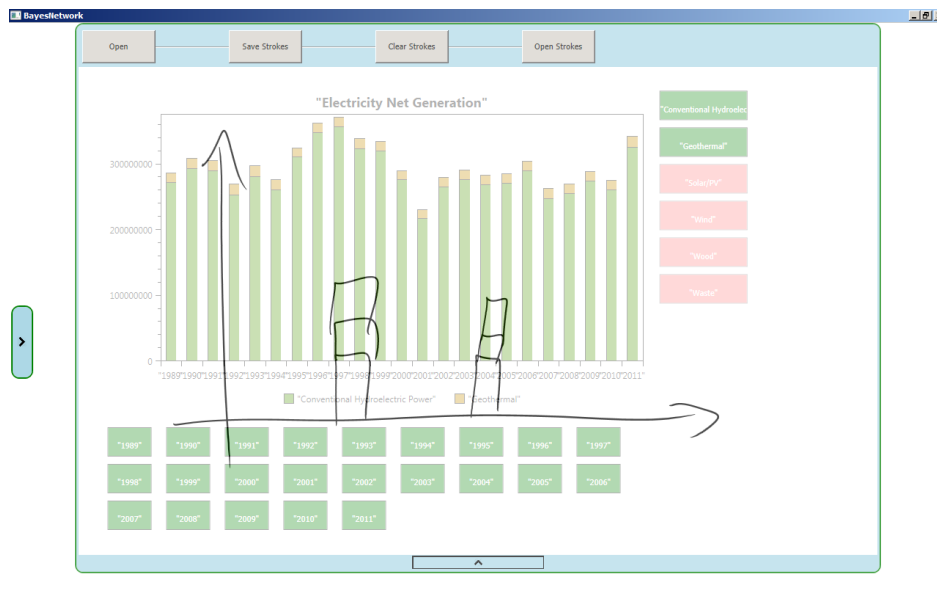 BayesNetwork
Open Save Strokes Clear Strokes Open Strokes
"Electricity Net Generation"
"Conventional Hydroelec
"Geothermal"
"Solar/PV"
"Wind"
"Wood"
"Waste"
300000000
200000000
100000000
0
"1989" "1990" "1991" "1992" "1993" "1994" "1995" "1996" "1997" "1998" "1999" "2000" "2001" "2002" "2003" "2004" "2005" "2006" "2007" "2008" "2009" "2010" "2011"
"Conventional Hydroelectric Power" "Geothermal"
"1989" "1990" "1991" "1992" "1993" "1994" "1995" "1996" "1997"
"1998" "1999" "2000" "2001" "2002" "2003" "2004" "2005" "2006"
"2007" "2008" "2009" "2010" "2011"